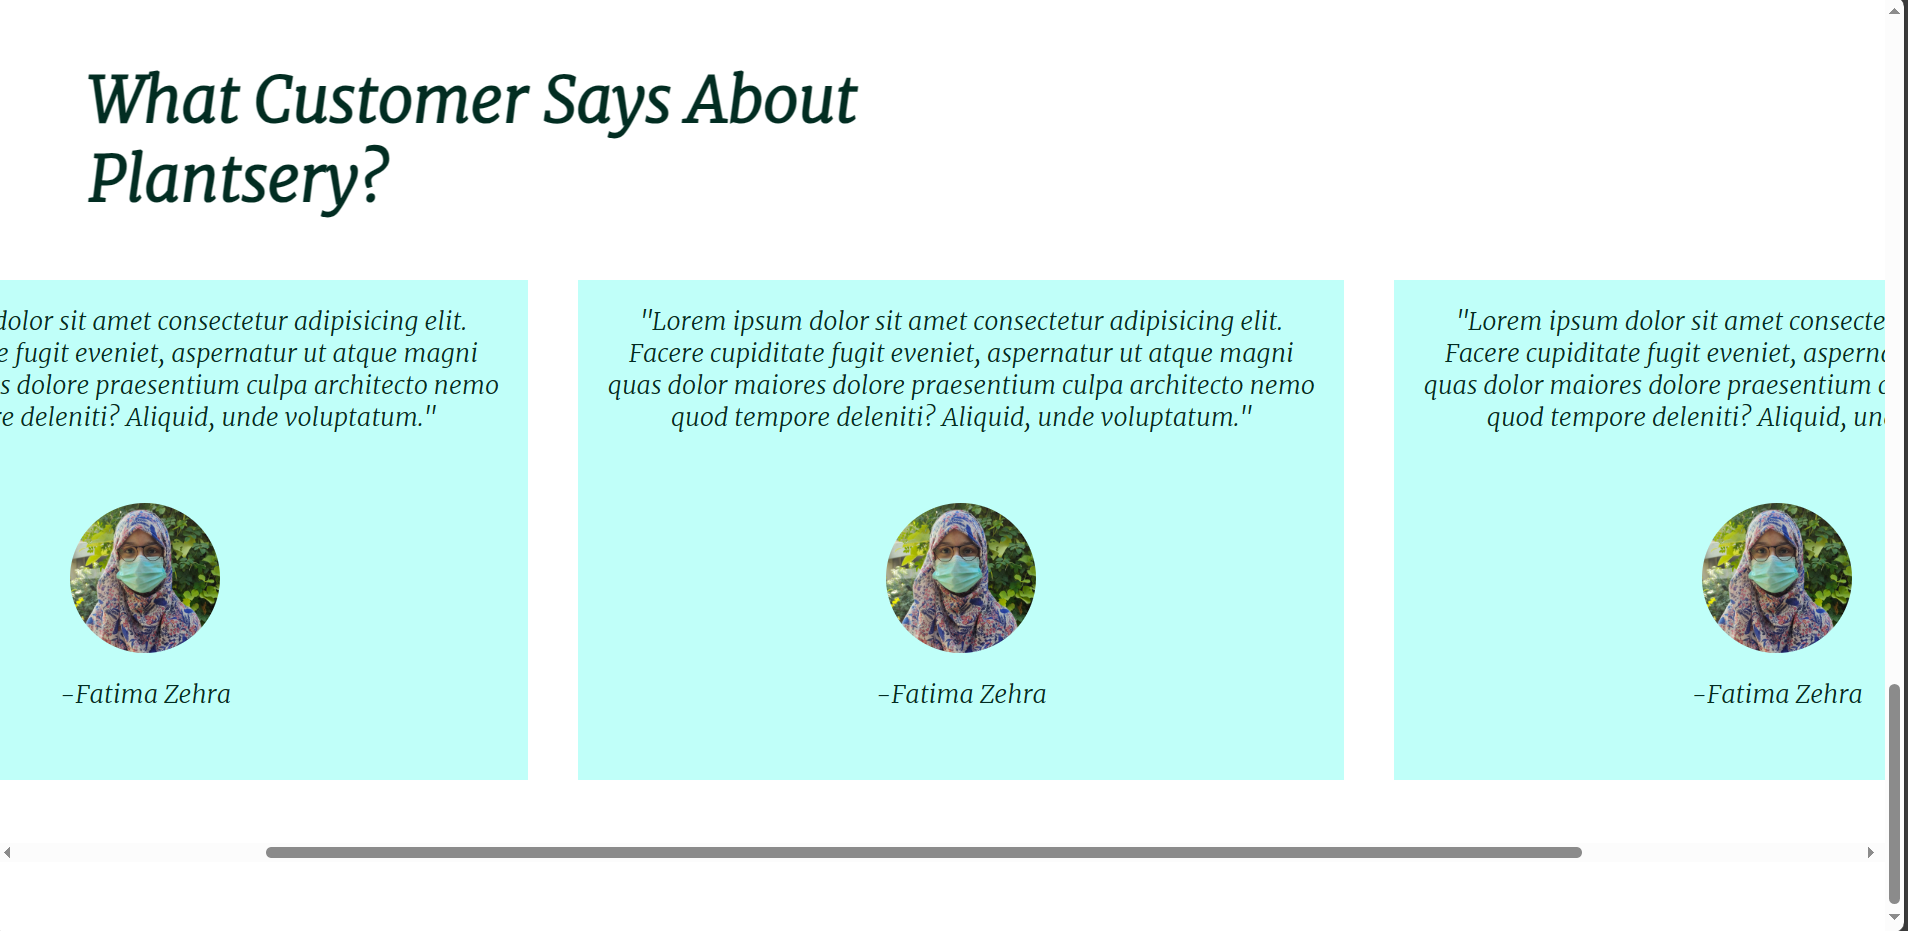 What Customer Says About
Plantsery?
dolor sit amet consectetur adipisicing elit.
e fugit eveniet, aspernatur ut atque magni
s dolore praesentium culpa architecto nemo
e deleniti? Aliquid, unde voluptatum."
–Fatima Zehra
"Lorem ipsum dolor sit amet consectetur adipisicing elit.
Facere cupiditate fugit eveniet, aspernatur ut atque magni
quas dolor maiores dolore praesentium culpa architecto nemo
quod tempore deleniti? Aliquid, unde voluptatum."
–Fatima Zehra
"Lorem ipsum dolor sit amet consecte
Facere cupiditate fugit eveniet, aspern
quas dolor maiores dolore praesentium
quod tempore deleniti? Aliquid, un
–Fatima Zehra